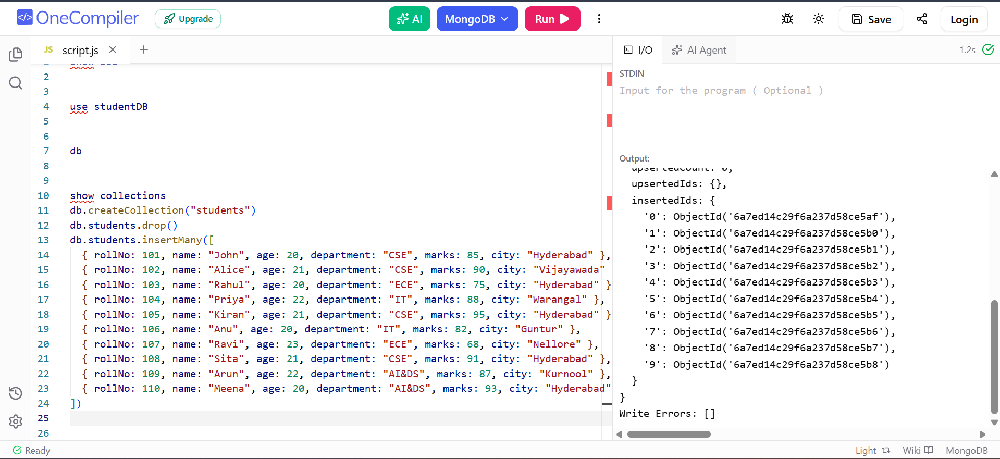 </> OneCompiler
Upgrade
AI
MongoDB
Run
Save
Login
JS script.js
I/O
AI Agent
1.2s
1 show dbs
2
3
4 use studentDB
5
6
7 db
8
9
10 show collections
11 db.createCollection("students")
12 db.students.drop()
13 db.students.insertMany([
14 { rollNo: 101, name: "John", age: 20, department: "CSE", marks: 85, city: "Hyderabad" },
15 { rollNo: 102, name: "Alice", age: 21, department: "CSE", marks: 90, city: "Vijayawada"
16 { rollNo: 103, name: "Rahul", age: 20, department: "ECE", marks: 75, city: "Hyderabad" }
17 { rollNo: 104, name: "Priya", age: 22, department: "IT", marks: 88, city: "Warangal" },
18 { rollNo: 105, name: "Kiran", age: 21, department: "CSE", marks: 95, city: "Hyderabad" }
19 { rollNo: 106, name: "Anu", age: 20, department: "IT", marks: 82, city: "Guntur" },
20 { rollNo: 107, name: "Ravi", age: 23, department: "ECE", marks: 68, city: "Nellore" },
21 { rollNo: 108, name: "Sita", age: 21, department: "CSE", marks: 91, city: "Hyderabad" },
22 { rollNo: 109, name: "Arun", age: 22, department: "AI&DS", marks: 87, city: "Kurnool" },
23 { rollNo: 110, name: "Meena", age: 20, department: "AI&DS", marks: 93, city: "Hyderabad"
24 ])
25
26
STDIN
Input for the program ( Optional )
Output:
upsertedCount: 0,
upsertedIds: {},
insertedIds: {
'0': ObjectId('6a7ed14c29f6a237d58ce5af'),
'1': ObjectId('6a7ed14c29f6a237d58ce5b0'),
'2': ObjectId('6a7ed14c29f6a237d58ce5b1'),
'3': ObjectId('6a7ed14c29f6a237d58ce5b2'),
'4': ObjectId('6a7ed14c29f6a237d58ce5b3'),
'5': ObjectId('6a7ed14c29f6a237d58ce5b4'),
'6': ObjectId('6a7ed14c29f6a237d58ce5b5'),
'7': ObjectId('6a7ed14c29f6a237d58ce5b6'),
'8': ObjectId('6a7ed14c29f6a237d58ce5b7'),
'9': ObjectId('6a7ed14c29f6a237d58ce5b8')
}
}
Write Errors: []
Ready
Light
Wiki
MongoDB